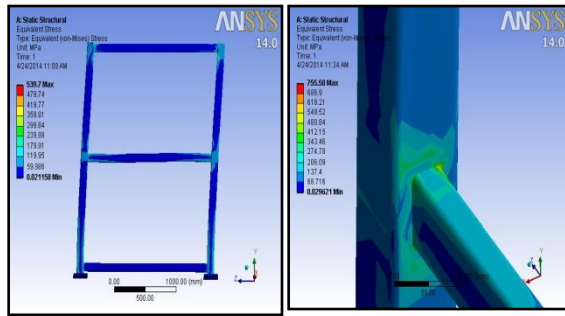 A: Static Structural
Equivalent Stress
Type: Equivalent (von-Mises) Stress
Unit: MPa
Time: 1
4/24/2014 11:09 AM
539.7 Max
479.74
419.77
359.81
299.84
239.88
179.91
119.95
59.986
0.021158 Min
ANSYS
14.0
0.00
1000.00 (mm)
500.00
Y
Z
A: Static Structural
Equivalent Stress
Type: Equivalent (von-Mises) Stress
Unit: MPa
Time: 1
4/24/2014 11:34 AM
755.58 Max
618.21
549.52
480.84
412.15
343.46
274.78
206.09
137.4
68.716
0.029621 Min
ANSYS
14.0
0.00
Y